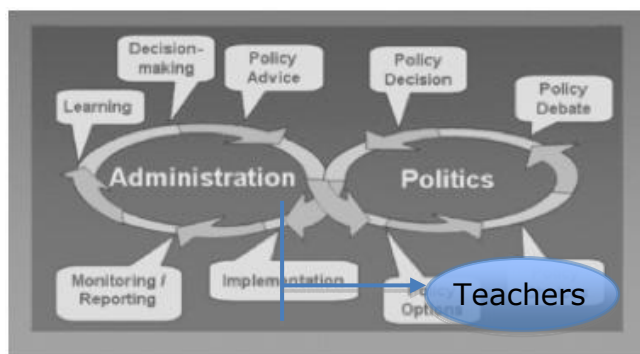 Decision-
making
Policy
Advice
Policy
Decision
Policy
Debate
Learning
Administration
Politics
Monitoring /
Reporting
Implementation
Options
Teachers